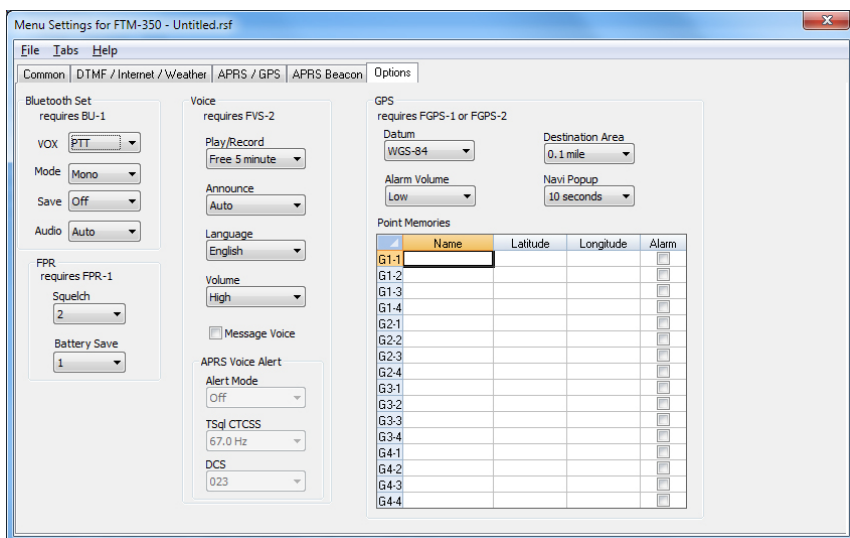 Menu Settings for FTM-350 - Untitled.rsf
File Tabs Help
Common DTMF / Internet / Weather APRS / GPS APRS Beacon Options
Bluetooth Set
requires BU-1
VOX PTT
Mode Mono
Save Off
Audio Auto
FPR
requires FPR-1
Squelch
2
Battery Save
1
Voice
requires FVS-2
Play/Record
Free 5 minute
Announce
Auto
Language
English
Volume
High
Message Voice
APRS Voice Alert
Alert Mode
Off
TSql CTCSS
67.0 Hz
DCS
023
GPS
requires FGPS-1 or FGPS-2
Datum
WGS-84
Destination Area
0.1 mile
Alarm Volume
Low
Navi Popup
10 seconds
Point Memories
Name Latitude Longitude Alarm
G1-1
G1-2
G1-3
G1-4
G2-1
G2-2
G2-3
G2-4
G3-1
G3-2
G3-3
G3-4
G4-1
G4-2
G4-3
G4-4